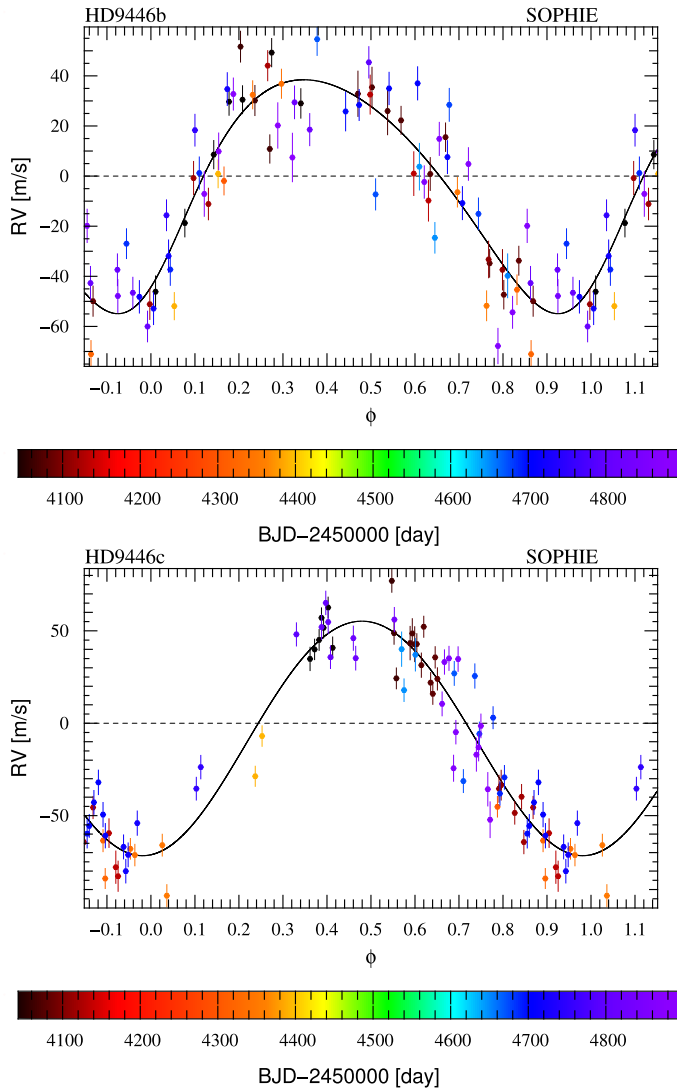 HD9446b SOPHIE
40
20
0
−20
−40
−60
RV [m/s]
−0.1 0.0 0.1 0.2 0.3 0.4 0.5 0.6 0.7 0.8 0.9 1.0 1.1
ϕ
4100 4200 4300 4400 4500 4600 4700 4800
BJD−2450000 [day]
HD9446c SOPHIE
50
0
−50
RV [m/s]
−0.1 0.0 0.1 0.2 0.3 0.4 0.5 0.6 0.7 0.8 0.9 1.0 1.1
ϕ
4100 4200 4300 4400 4500 4600 4700 4800
BJD−2450000 [day]